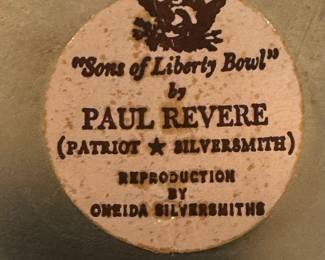 "Sons of Liberty Bowl"
by
PAUL REVERE
(PATRIOT ★ SILVERSMITH)
REPRODUCTION
BY
ONEIDA SILVERSMITHS